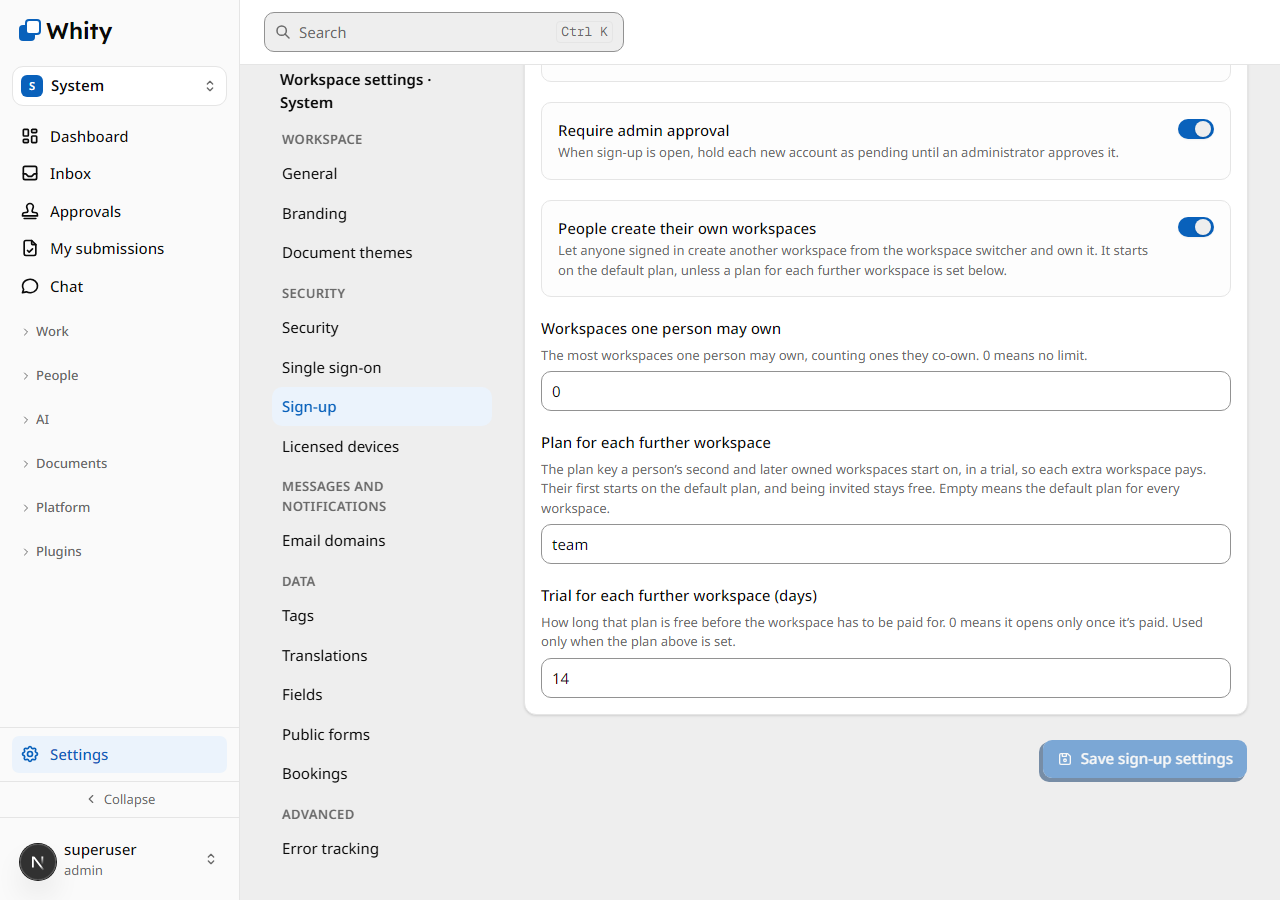 Whity
Search
Ctrl K
S
System
Dashboard
Inbox
Approvals
My submissions
Chat
Work
People
AI
Documents
Platform
Plugins
Settings
Collapse
N
superuser
admin
Workspace settings ·
System
WORKSPACE
General
Branding
Document themes
SECURITY
Security
Single sign-on
Sign-up
Licensed devices
MESSAGES AND
NOTIFICATIONS
Email domains
DATA
Tags
Translations
Fields
Public forms
Bookings
ADVANCED
Error tracking
Require admin approval
When sign-up is open, hold each new account as pending until an administrator approves it.
People create their own workspaces
Let anyone signed in create another workspace from the workspace switcher and own it. It starts
on the default plan, unless a plan for each further workspace is set below.
Workspaces one person may own
The most workspaces one person may own, counting ones they co-own. 0 means no limit.
0
Plan for each further workspace
The plan key a person’s second and later owned workspaces start on, in a trial, so each extra workspace pays.
Their first starts on the default plan, and being invited stays free. Empty means the default plan for every
workspace.
team
Trial for each further workspace (days)
How long that plan is free before the workspace has to be paid for. 0 means it opens only once it’s paid. Used
only when the plan above is set.
14
Save sign-up settings